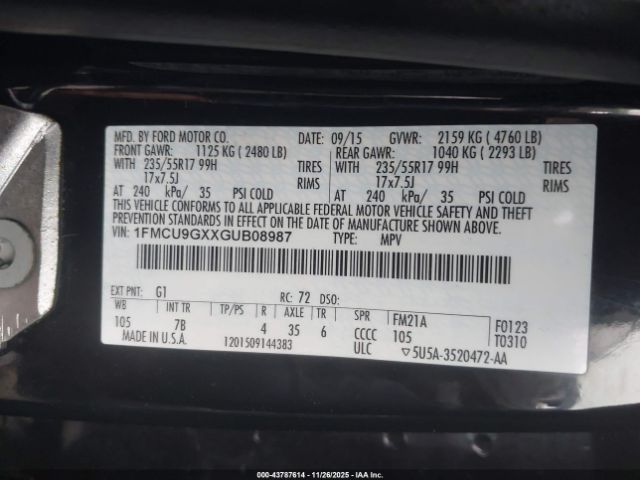 MFD. BY FORD MOTOR CO. DATE: 09/15 GVWR: 2159 KG ( 4760 LB)
FRONT GAWR: 1125 KG ( 2480 LB) REAR GAWR: 1040 KG ( 2293 LB)
WITH 235/55R17 99H TIRES WITH 235/55R17 99H TIRES
17x7.5J RIMS 17x7.5J RIMS
AT 240 kPa/ 35 PSI COLD AT 240 kPa/ 35 PSI COLD
THIS VEHICLE CONFORMS TO ALL APPLICABLE FEDERAL MOTOR VEHICLE SAFETY AND THEFT
PREVENTION STANDARDS IN EFFECT ON THE DATE OF MANUFACTURE SHOWN ABOVE.
VIN: 1FMCU9GXXGUB08987 TYPE: MPV
EXT PNT: G1 RC: 72 DSO:
WB INT TR TP/PS R AXLE TR SPR FM21A F0123
105 7B 4 35 6 CCCC 105 T0310
MADE IN U.S.A. 1201509144383 ULC ▽5U5A-3520472-AA
00-43787614 - 11/26/2025 - COPYRIGHT IAA